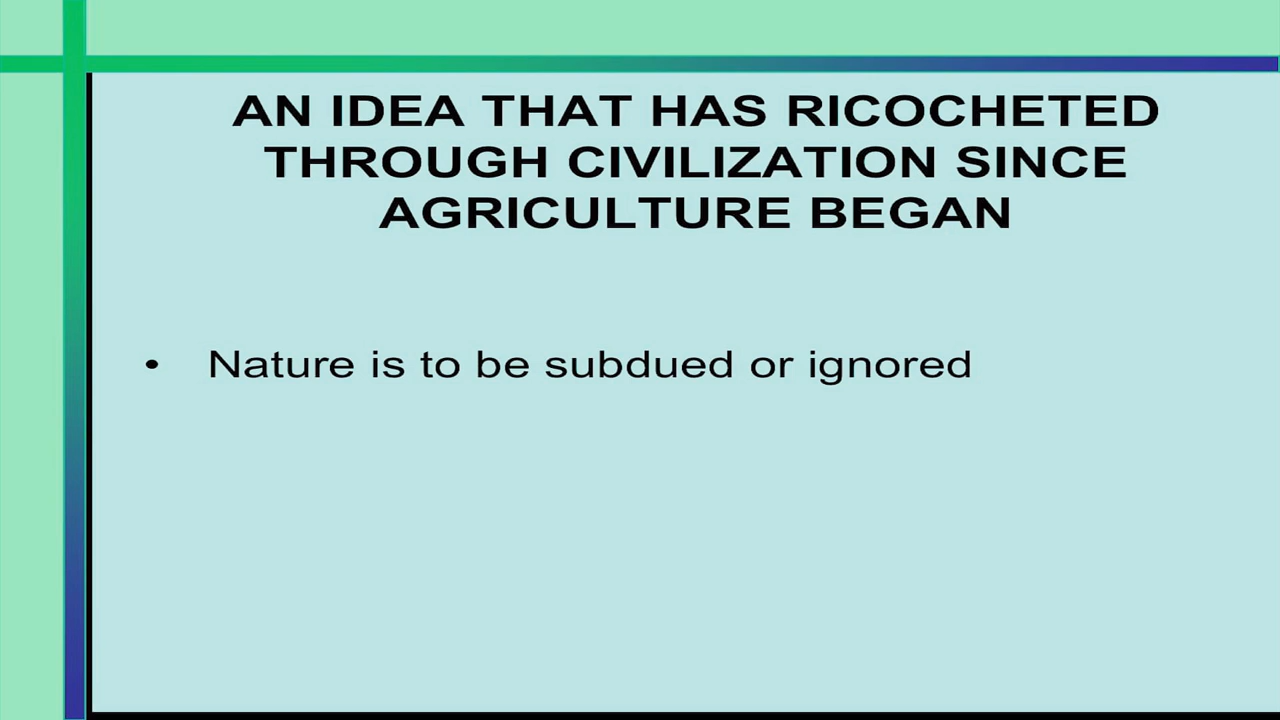 AN IDEA THAT HAS RICOCHETED
THROUGH CIVILIZATION SINCE
AGRICULTURE BEGAN
• Nature is to be subdued or ignored